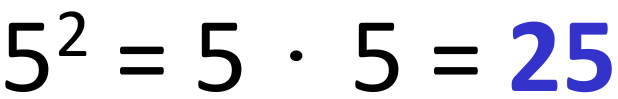 5² = 5 · 5 = 25